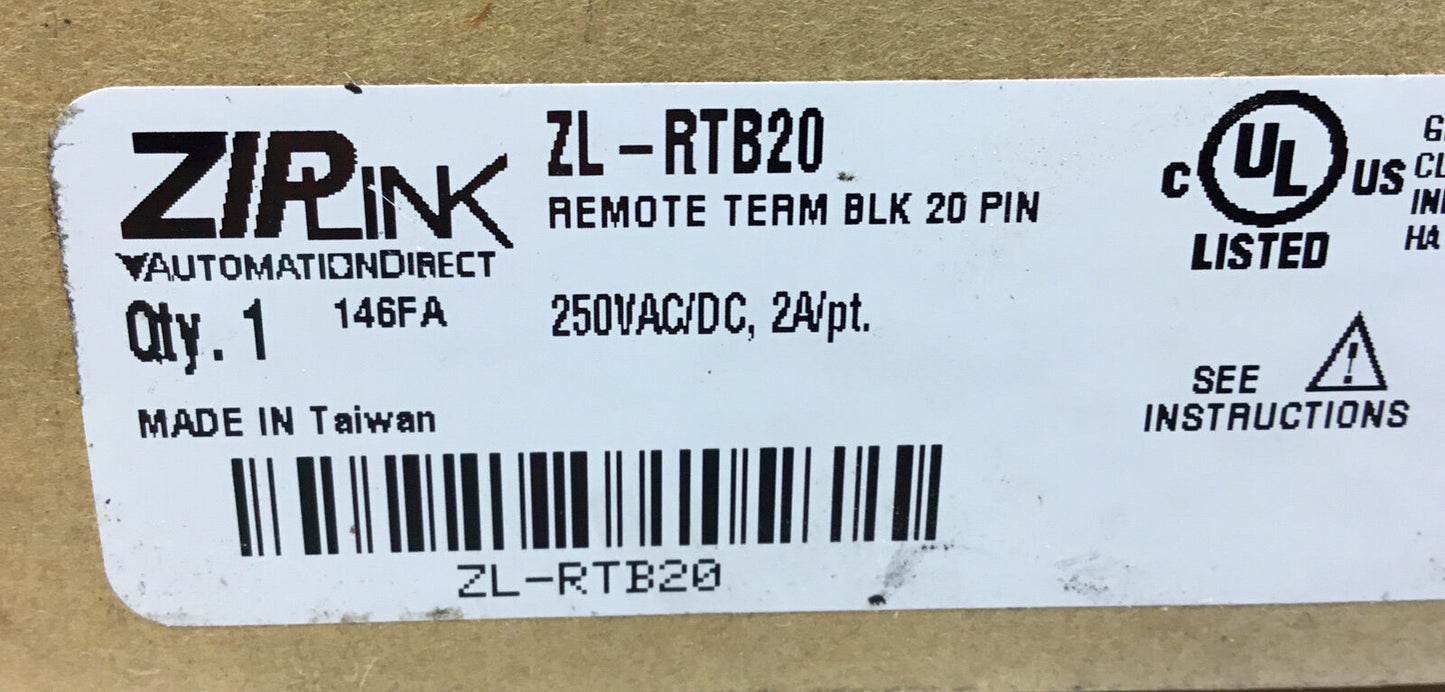 ZIPLINK
AUTOMATIONDIRECT
ZL-RTB20
REMOTE TERM BLK 20 PIN
Qty. 1 146FA
250VAC/DC, 2A/pt.
MADE IN Taiwan
ZL-RTB20
C UL US
LISTED
SEE
INSTRUCTIONS